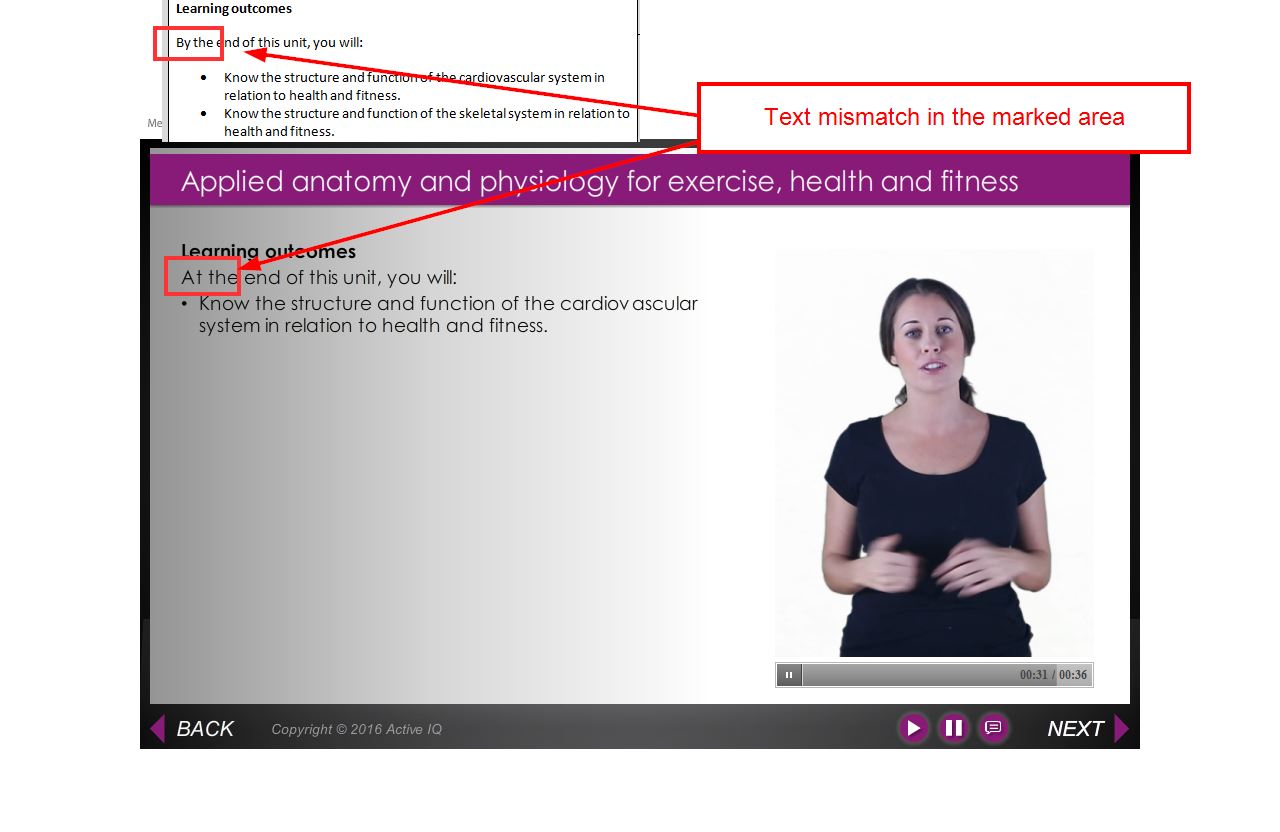 Learning outcomes
By the end of this unit, you will:
• Know the structure and function of the cardiovascular system in
relation to health and fitness.
• Know the structure and function of the skeletal system in relation to
health and fitness.
Me
Text mismatch in the marked area
Applied anatomy and physiology for exercise, health and fitness
Learning outcomes
At the end of this unit, you will:
• Know the structure and function of the cardiovascular
system in relation to health and fitness.
00:31 / 00:36
BACK
Copyright © 2016 Active IQ
NEXT